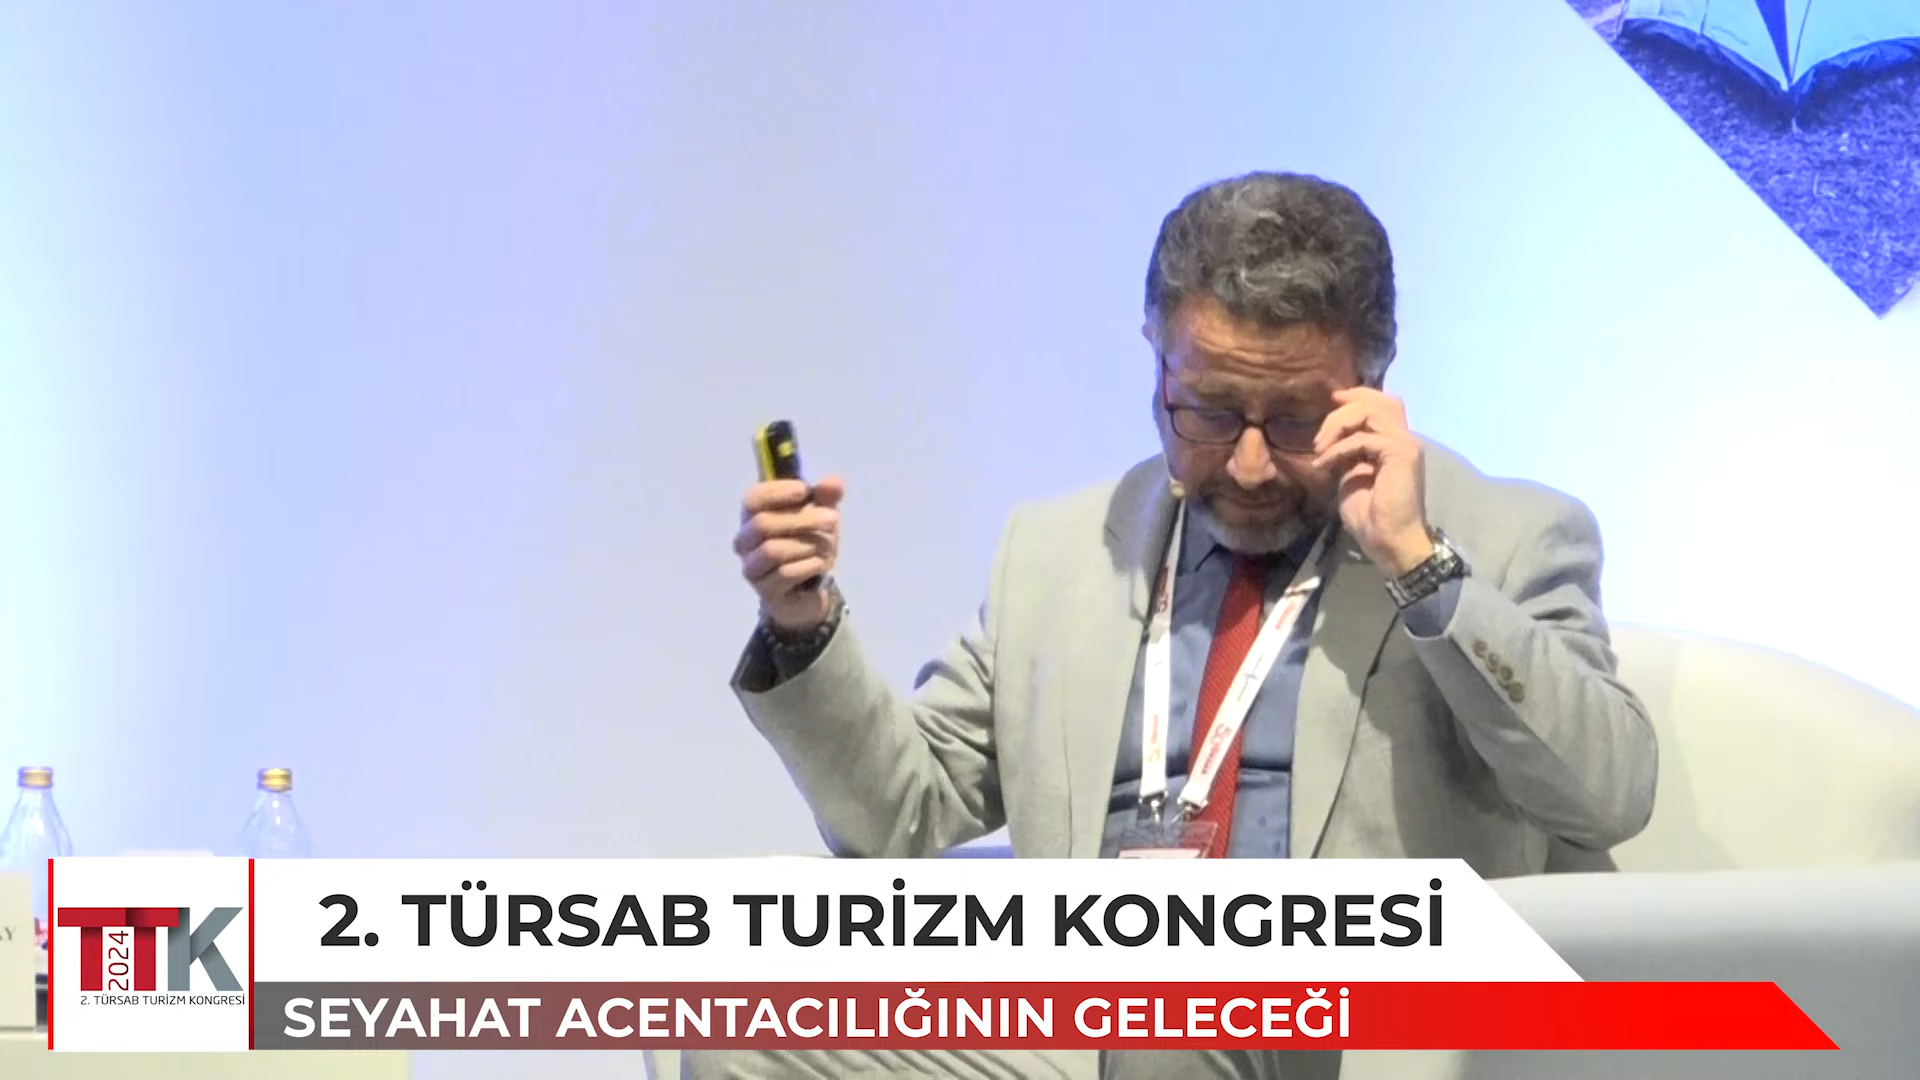 2. TÜRSAB TURİZM KONGRESİ
TTK
2024
2. TÜRSAB TURİZM KONGRESİ
SEYAHAT ACENTACILIĞININ GELECEĞİ